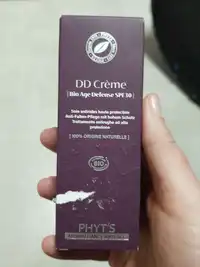 DD Crème
Bio Age Defense SPF 30
Soin antirides haute protection
Anti-Falten-Pflege mit hohem Schutz
Trattamento antirughe ad alta
protezione
[100% ORIGINE NATURELLE]
BIO
PHYT'S